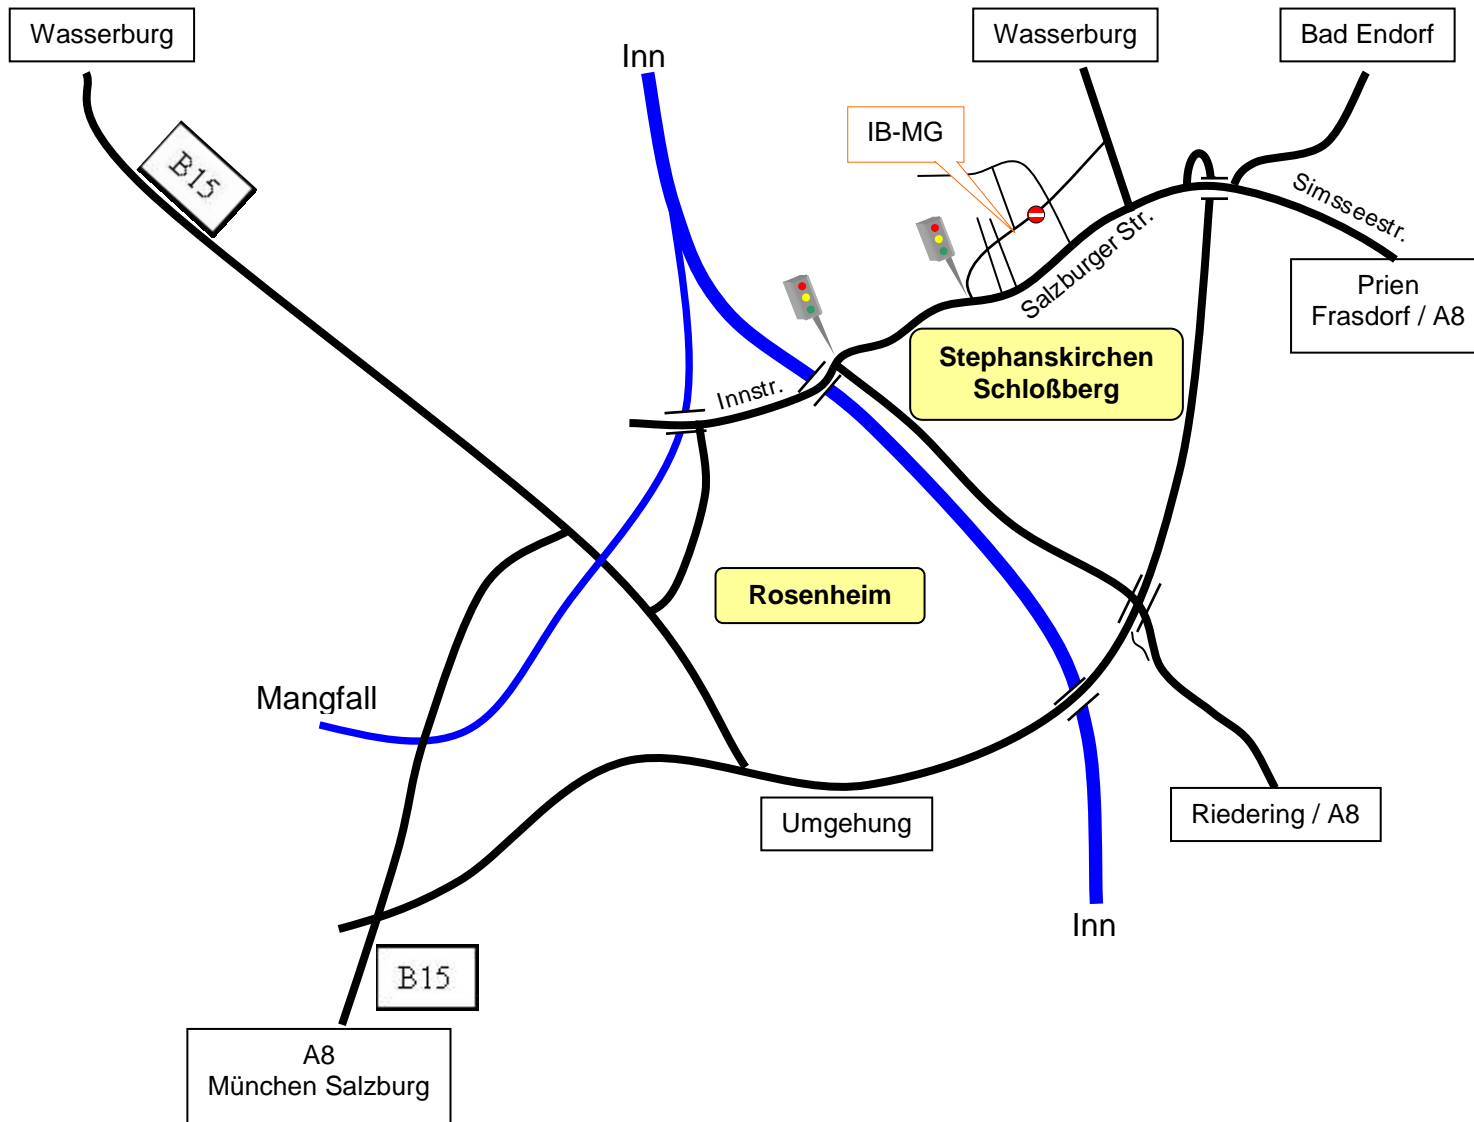 Wasserburg
Inn
Wasserburg
Bad Endorf
IB-MG
B15
Simsseestr.
Salzburger Str.
Prien
Frasdorf / A8
Stephanskirchen
Schloßberg
Innstr.
Rosenheim
Mangfall
Umgehung
Riedering / A8
Inn
B15
A8
München Salzburg